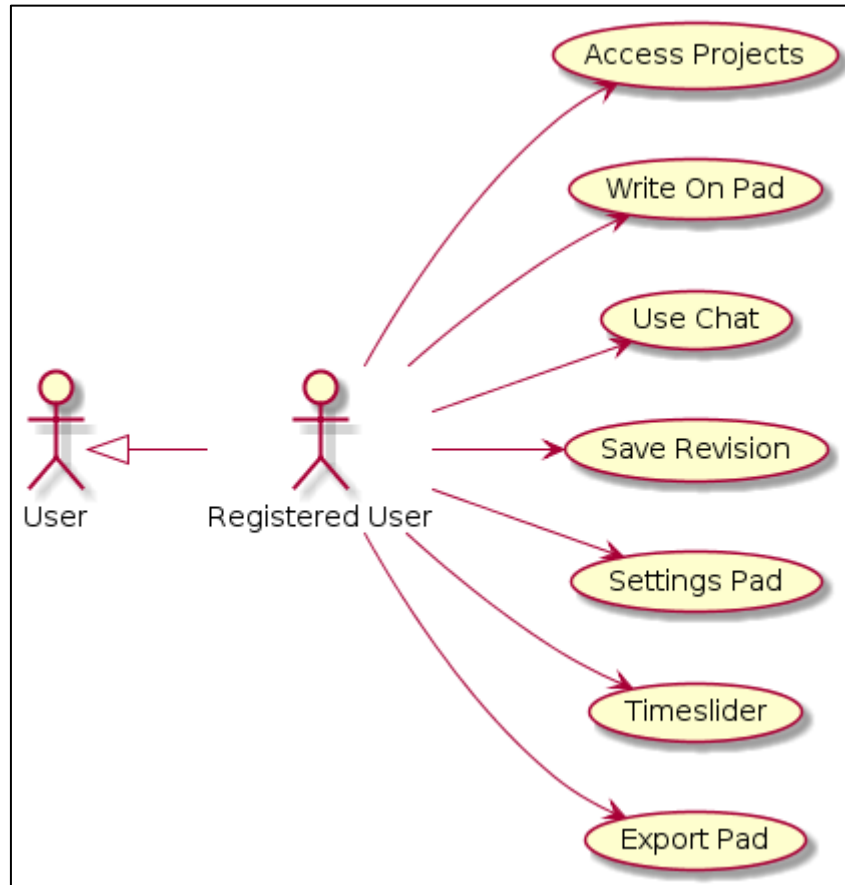 Access Projects
Write On Pad
Use Chat
Save Revision
User
Registered User
Settings Pad
Timeslider
Export Pad